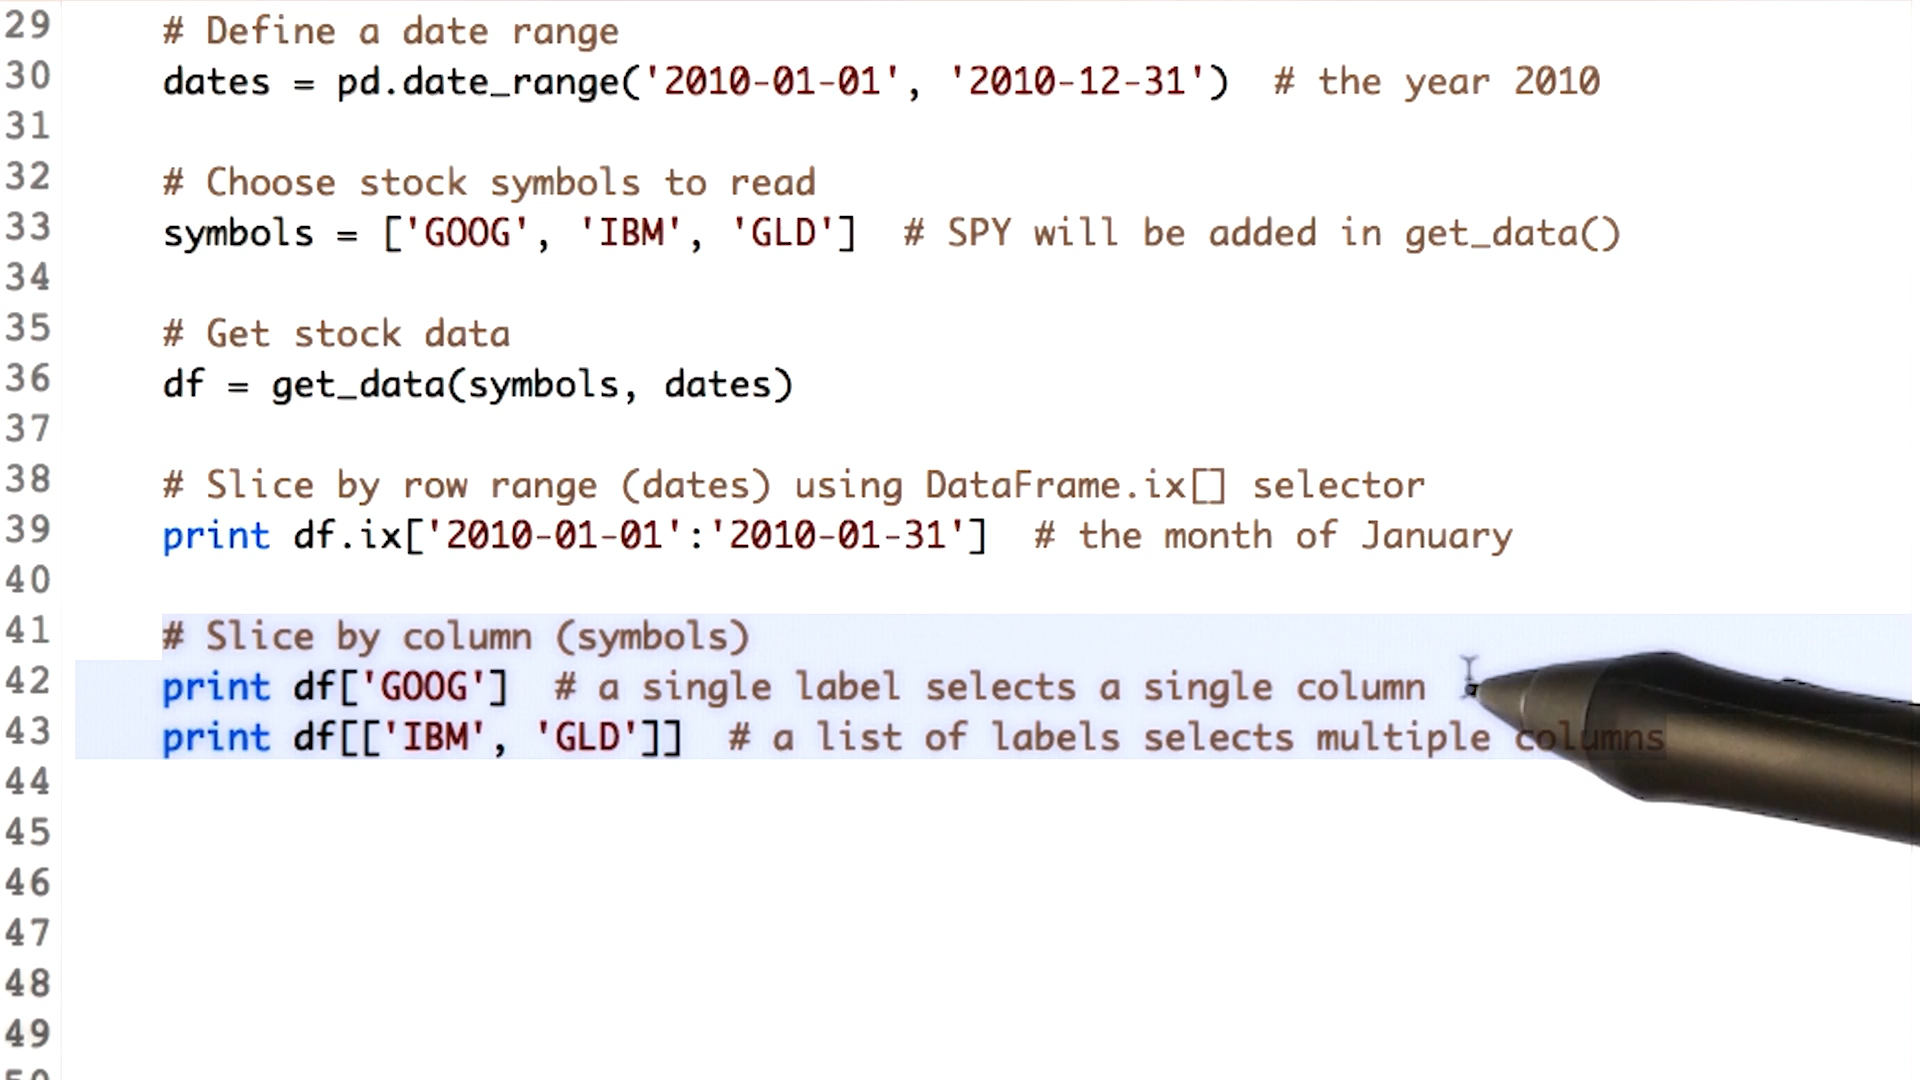 29 # Define a date range
30 dates = pd.date_range('2010-01-01', '2010-12-31') # the year 2010
31
32 # Choose stock symbols to read
33 symbols = ['GOOG', 'IBM', 'GLD'] # SPY will be added in get_data()
34
35 # Get stock data
36 df = get_data(symbols, dates)
37
38 # Slice by row range (dates) using DataFrame.ix[] selector
39 print df.ix['2010-01-01':'2010-01-31'] # the month of January
40
41 # Slice by column (symbols)
42 print df['GOOG'] # a single label selects a single column
43 print df[['IBM', 'GLD']] # a list of labels selects multiple columns
44
45
46
47
48
49
50